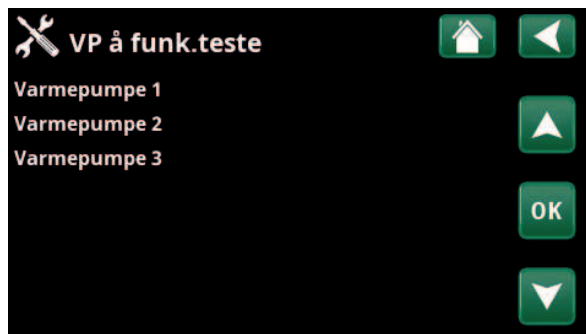 VP å funk.teste
Varmepumpe 1
Varmepumpe 2
Varmepumpe 3
OK